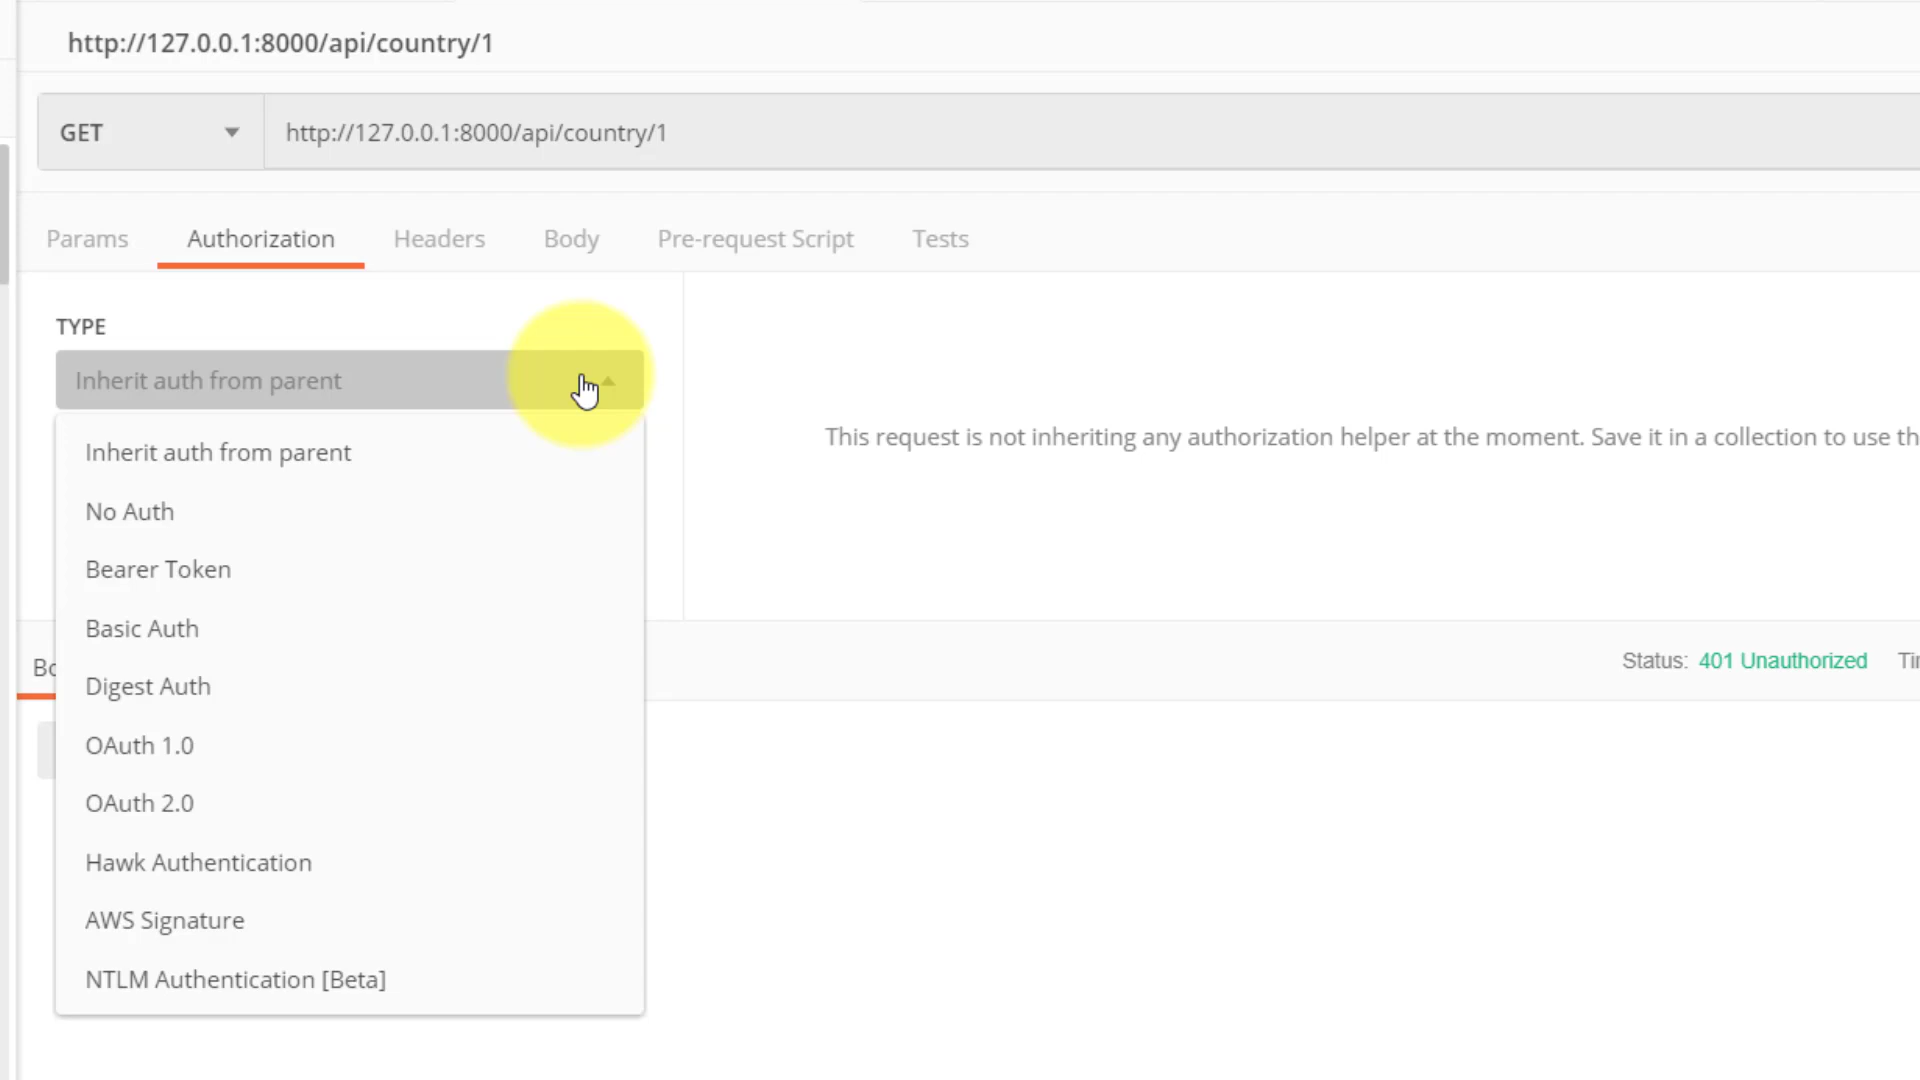 http://127.0.0.1:8000/api/country/1
GET
http://127.0.0.1:8000/api/country/1
Params
Authorization
Headers
Body
Pre-request Script
Tests
TYPE
Inherit auth from parent
Inherit auth from parent
No Auth
Bearer Token
Basic Auth
Digest Auth
OAuth 1.0
OAuth 2.0
Hawk Authentication
AWS Signature
NTLM Authentication [Beta]
This request is not inheriting any authorization helper at the moment. Save it in a collection to use th
Status: 401 Unauthorized